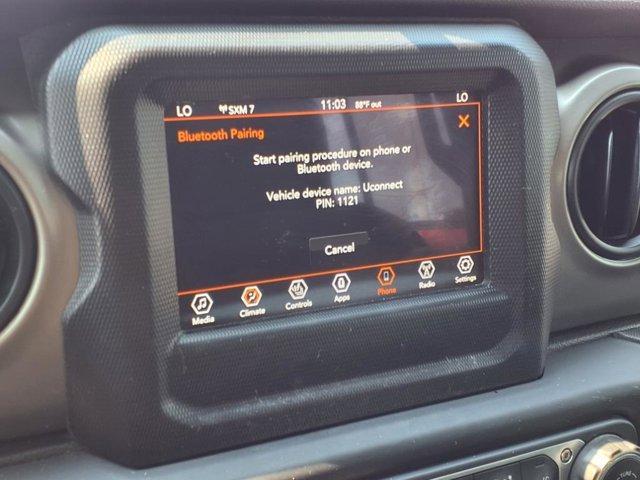 LO SXM 7 11:03 88°F out LO
Bluetooth Pairing
Start pairing procedure on phone or
Bluetooth device.
Vehicle device name: Uconnect
PIN: 1121
Cancel
Media Climate Controls Apps Phone Radio Settings
TUNE